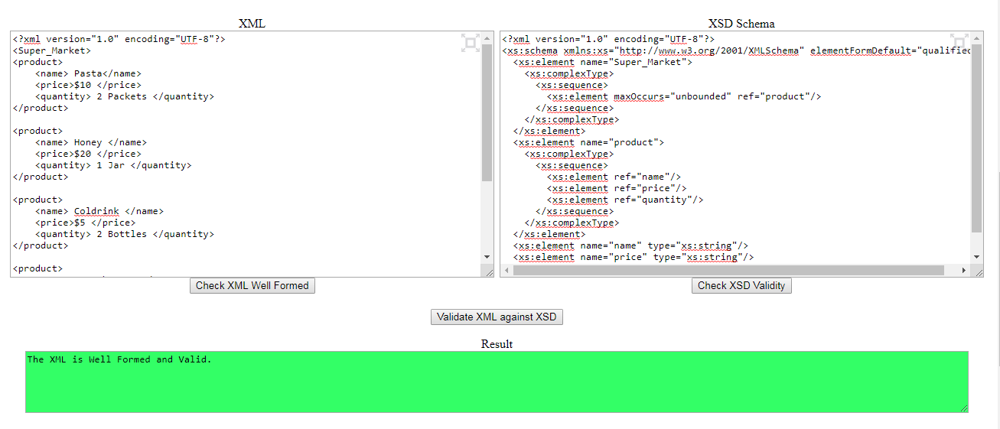 XML
<?xml version="1.0" encoding="UTF-8"?>
<Super_Market>
<product>
    <name> Pasta</name>
    <price>$10 </price>
    <quantity> 2 Packets </quantity>
</product>

<product>
    <name> Honey </name>
    <price>$20 </price>
    <quantity> 1 Jar </quantity>
</product>

<product>
    <name> Coldrink </name>
    <price>$5 </price>
    <quantity> 2 Bottles </quantity>
</product>

<product>
Check XML Well Formed
XSD Schema
<?xml version="1.0" encoding="UTF-8"?>
<xs:schema xmlns:xs="http://www.w3.org/2001/XMLSchema" elementFormDefault="qualified
  <xs:element name="Super_Market">
    <xs:complexType>
      <xs:sequence>
        <xs:element maxOccurs="unbounded" ref="product"/>
      </xs:sequence>
    </xs:complexType>
  </xs:element>
  <xs:element name="product">
    <xs:complexType>
      <xs:sequence>
        <xs:element ref="name"/>
        <xs:element ref="price"/>
        <xs:element ref="quantity"/>
      </xs:sequence>
    </xs:complexType>
  </xs:element>
  <xs:element name="name" type="xs:string"/>
  <xs:element name="price" type="xs:string"/>
Check XSD Validity
Validate XML against XSD
Result
The XML is Well Formed and Valid.